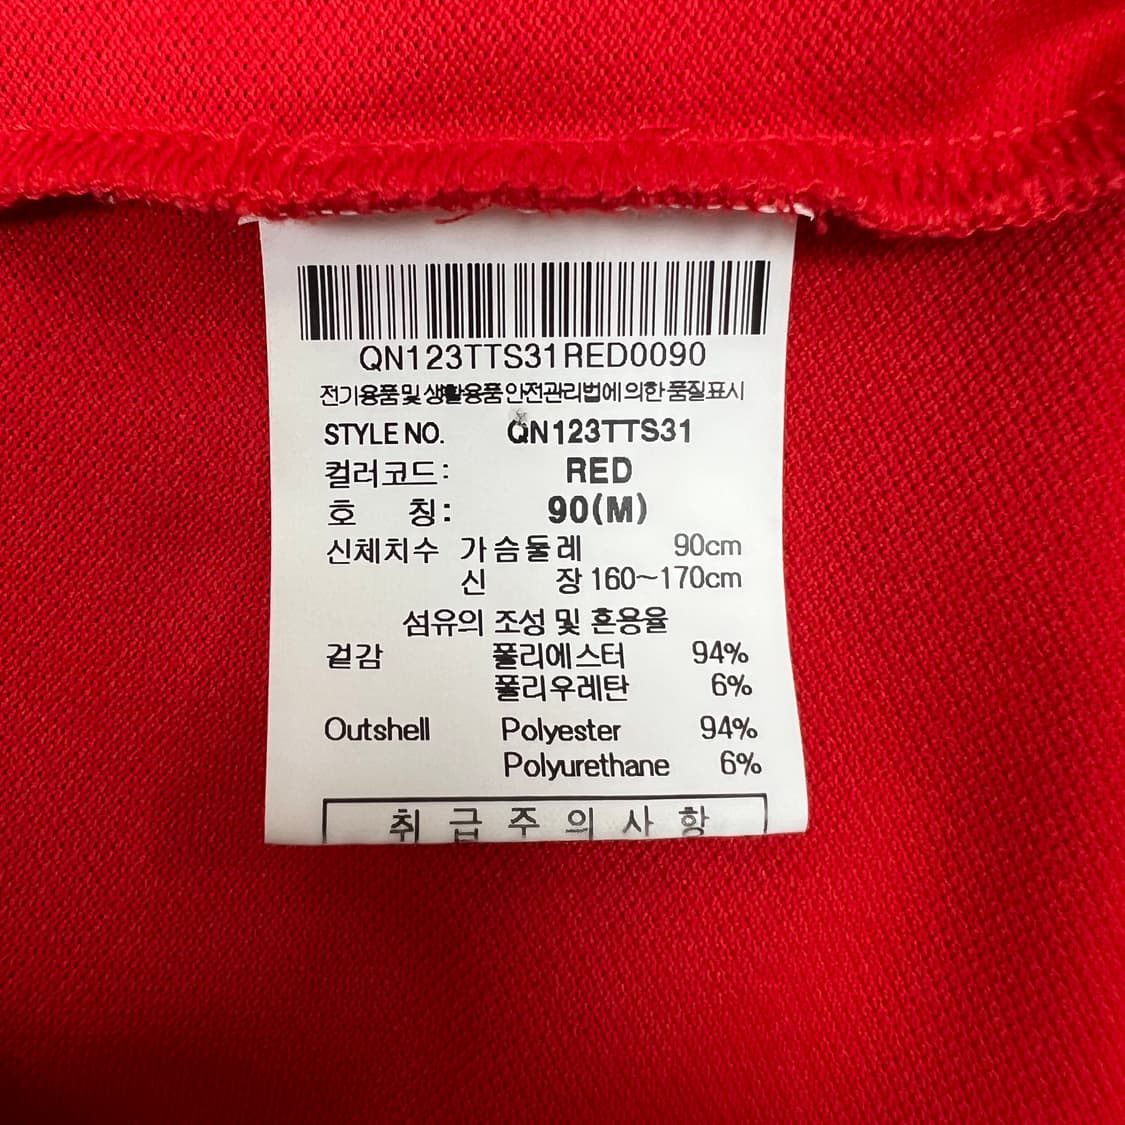 QN123TTS31RED0090
전기용품 및 생활용품 안전관리법에 의한 품질표시
STYLE NO. QN123TTS31
컬러코드: RED
호 칭: 90(M)
신체치수 가슴둘레 90cm
신 장 160~170cm
섬유의 조성 및 혼용율
겉감 폴리에스터 94%
폴리우레탄 6%
Outshell Polyester 94%
Polyurethane 6%
취급주의사항